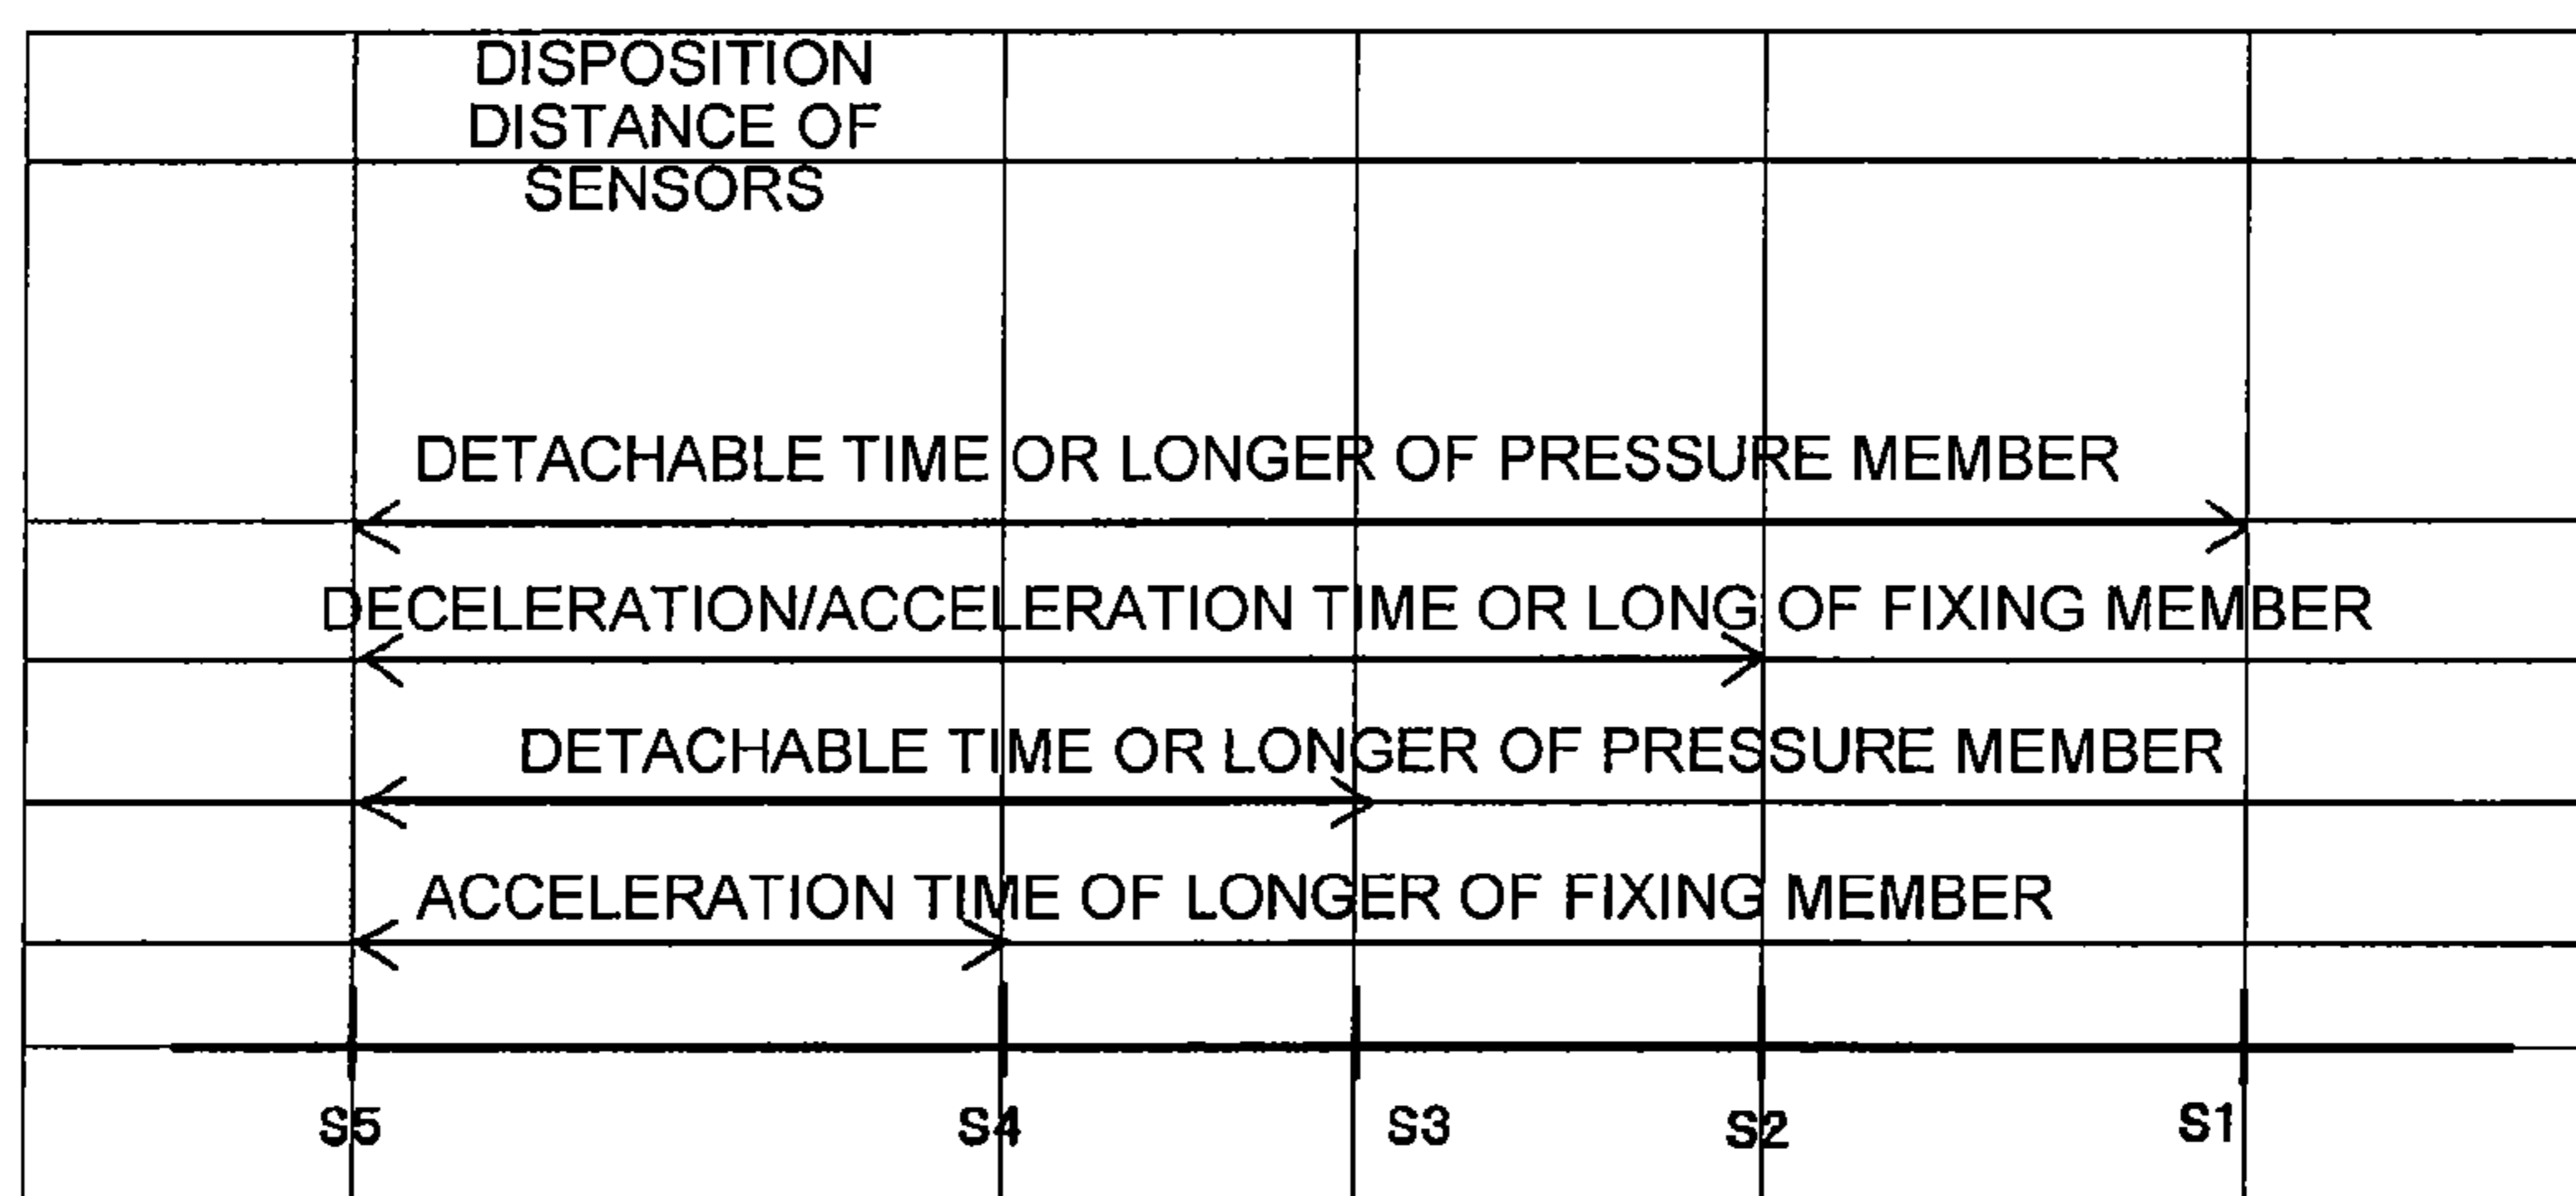 DISPOSITION
DISTANCE OF
SENSORS
DETACHABLE TIME OR LONGER OF PRESSURE MEMBER
DECELERATION/ACCELERATION TIME OR LONG OF FIXING MEMBER
DETACHABLE TIME OR LONGER OF PRESSURE MEMBER
ACCELERATION TIME OF LONGER OF FIXING MEMBER
S5 S4 S3 S2 S1